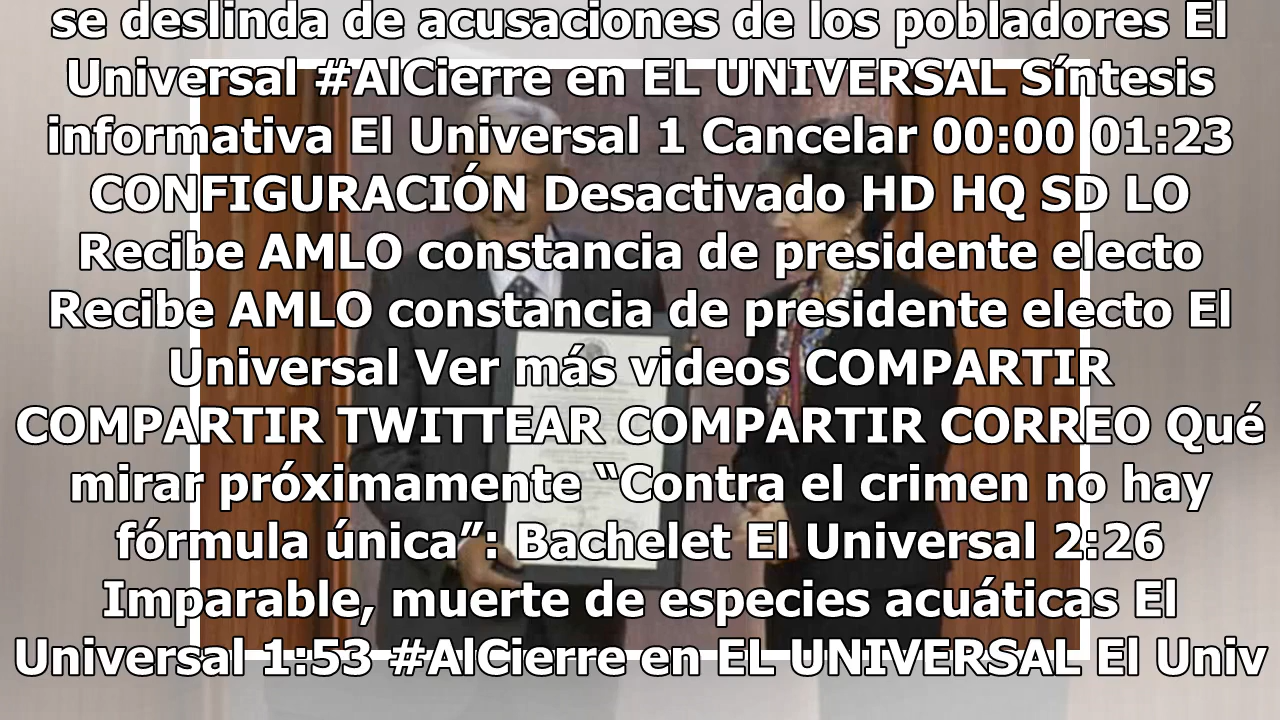 se deslinda de acusaciones de los pobladores El
Universal #AlCierre en EL UNIVERSAL Síntesis
informativa El Universal 1 Cancelar 00:00 01:23
CONFIGURACIÓN Desactivado HD HQ SD LO
Recibe AMLO constancia de presidente electo
Recibe AMLO constancia de presidente electo El
Universal Ver más videos COMPARTIR
COMPARTIR TWITTEAR COMPARTIR CORREO Qué
mirar próximamente “Contra el crimen no hay
fórmula única”: Bachelet El Universal 2:26
Imparable, muerte de especies acuáticas El
Universal 1:53 #AlCierre en EL UNIVERSAL El Univ